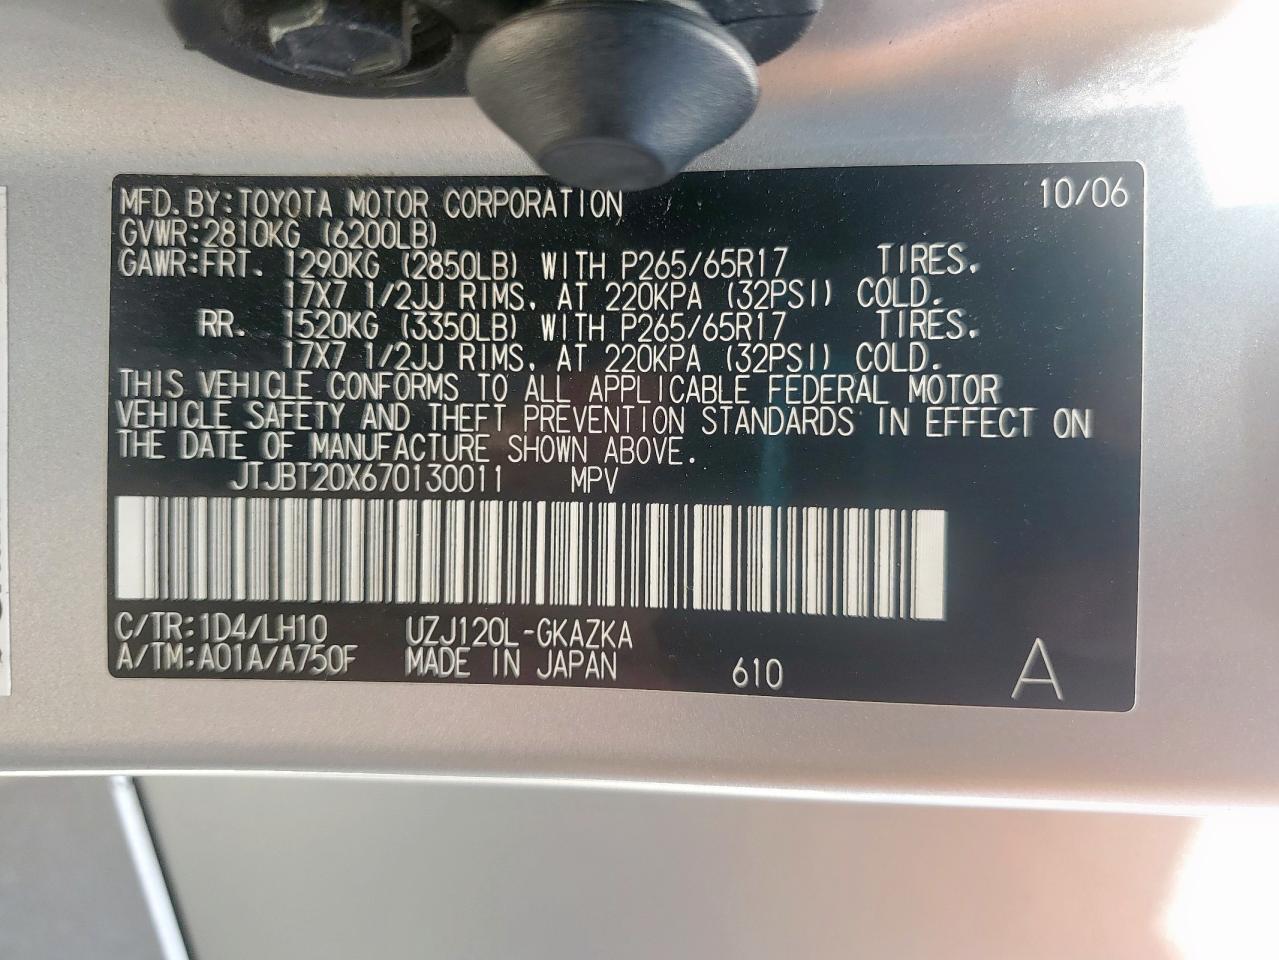 MFD. BY: TOYOTA MOTOR CORPORATION 10/06
GVWR: 2810KG (6200LB)
GAWR: FRT. 1290KG (2850LB) WITH P265/65R17 TIRES,
17X7 1/2JJ RIMS, AT 220KPA (32PSI) COLD.
RR. 1520KG (3350LB) WITH P265/65R17 TIRES,
17X7 1/2JJ RIMS, AT 220KPA (32PSI) COLD.
THIS VEHICLE CONFORMS TO ALL APPLICABLE FEDERAL MOTOR
VEHICLE SAFETY AND THEFT PREVENTION STANDARDS IN EFFECT ON
THE DATE OF MANUFACTURE SHOWN ABOVE.
JTJBT20X670130011 MPV
C/TR: 1D4/LH10 UZJ120L-GKAZKA
A/TM: A01A/A750F MADE IN JAPAN 610 A